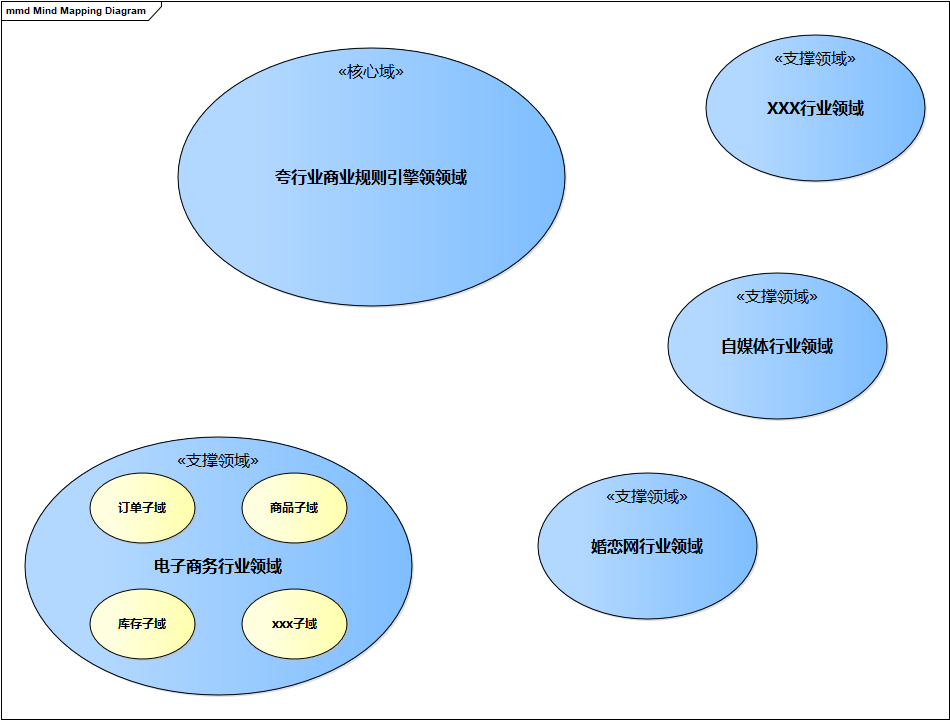 mmd Mind Mapping Diagram
«核心域»
夸行业商业规则引擎领领域
«支撑领域»
XXX行业领域
«支撑领域»
自媒体行业领域
«支撑领域»
订单子域
商品子域
电子商务行业领域
库存子域
xxx子域
«支撑领域»
婚恋网行业领域